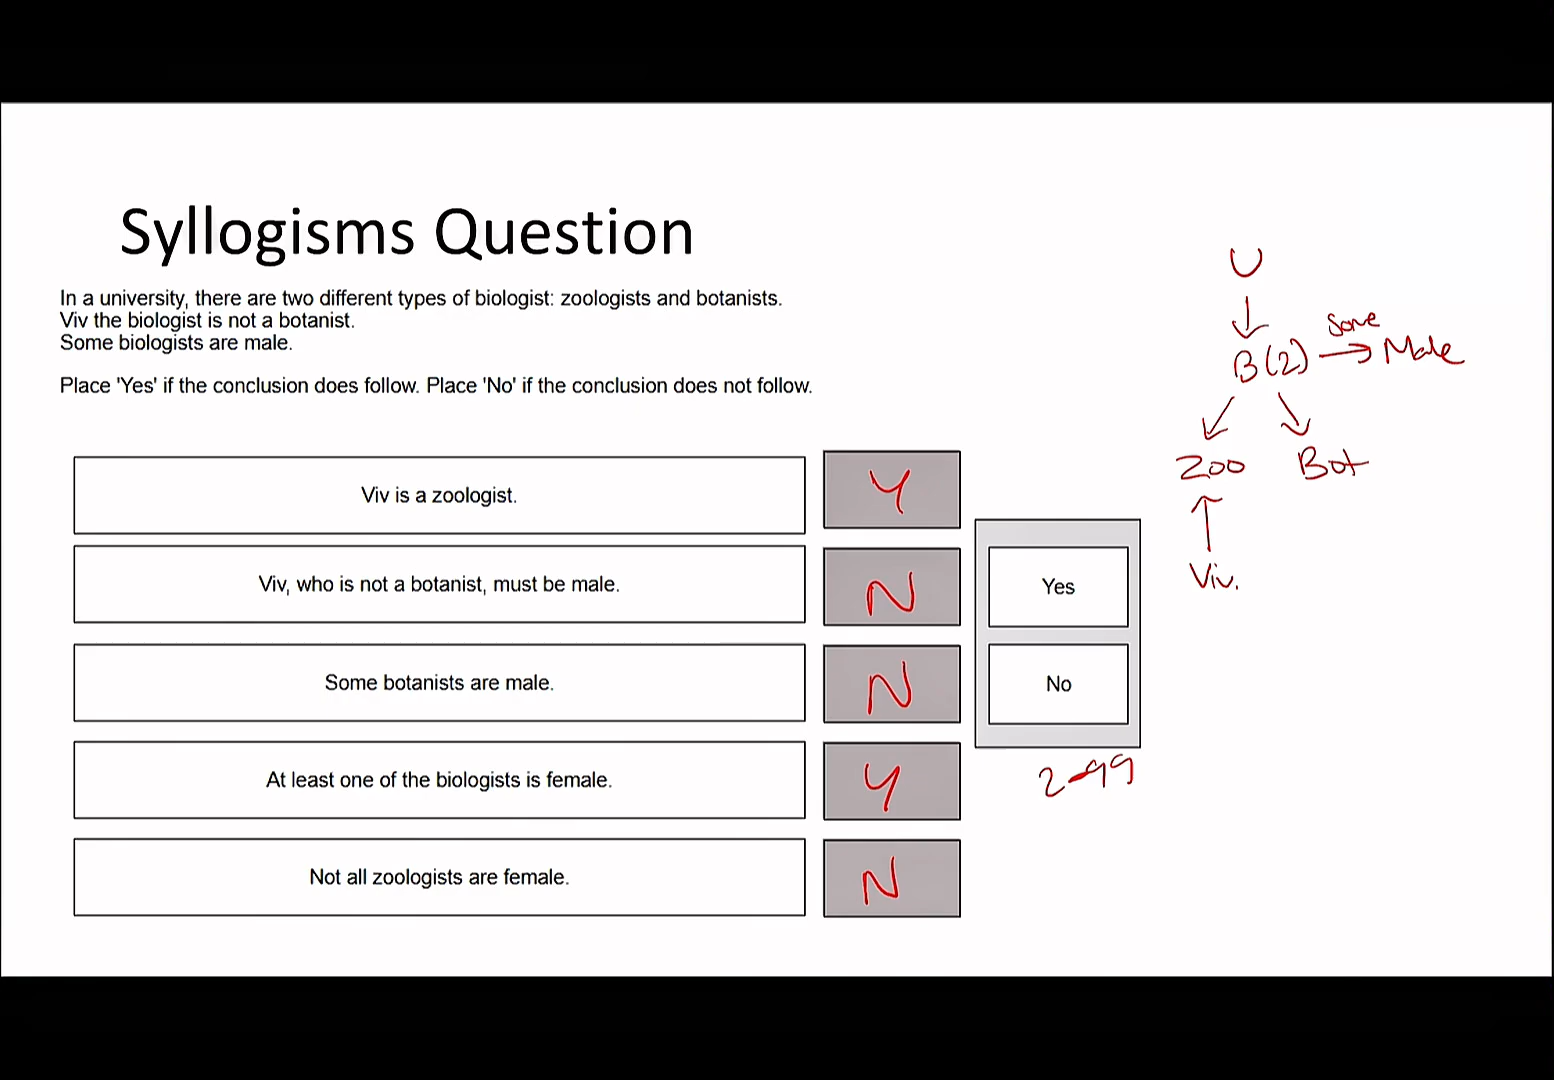 Syllogisms Question
In a university, there are two different types of biologist: zoologists and botanists.
Viv the biologist is not a botanist.
Some biologists are male.
Place 'Yes' if the conclusion does follow. Place 'No' if the conclusion does not follow.
Viv is a zoologist. Y
Viv, who is not a botanist, must be male. N
Some botanists are male. N
At least one of the biologists is female. Y
Not all zoologists are female. N
Yes
No
2-99
U
↓
B(2) → Male
Some
↙ ↘
Zoo Bot
↑
Viv.